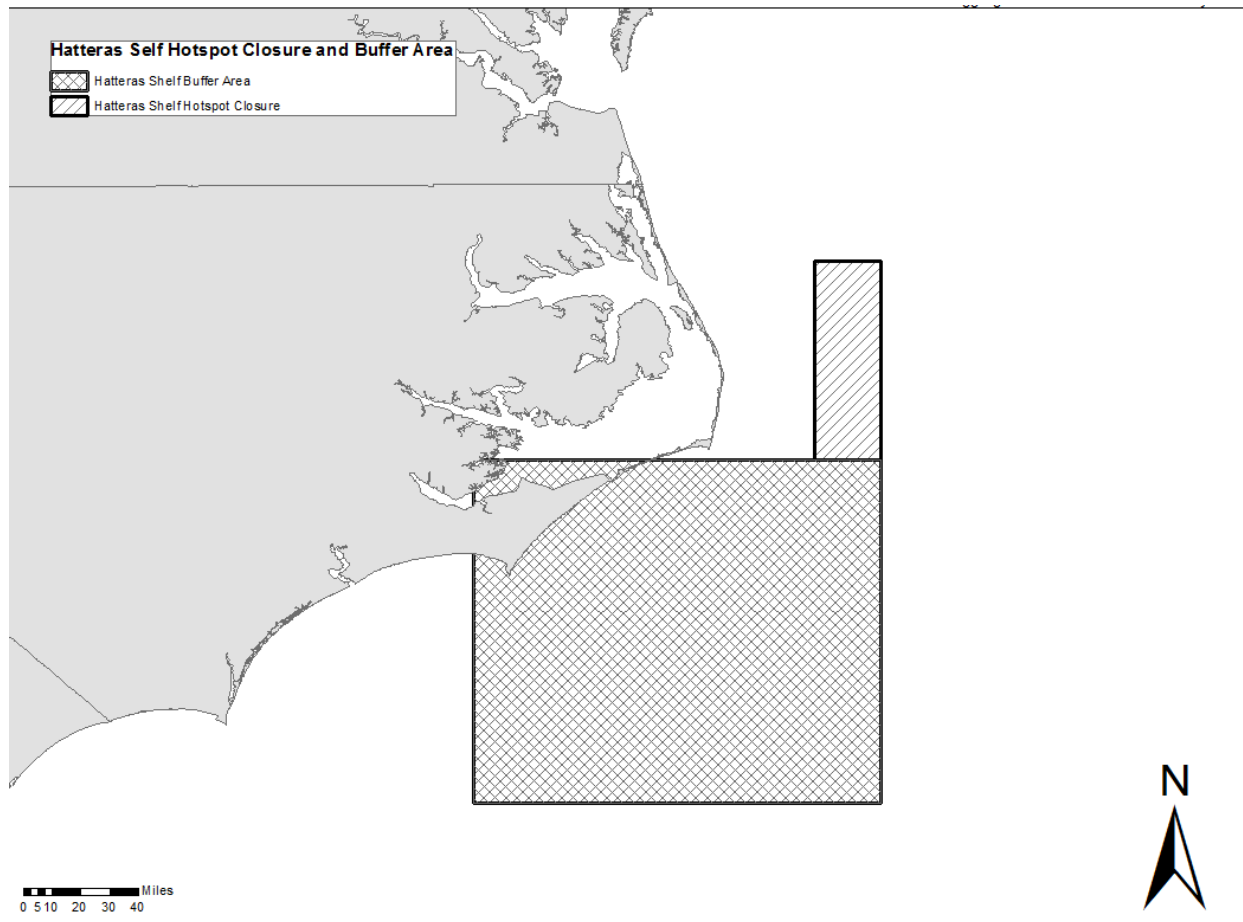 Hatteras Self Hotspot Closure and Buffer Area
Hatteras Shelf Buffer Area
Hatteras Shelf Hotspot Closure
N
Miles
0 5 10 20 30 40